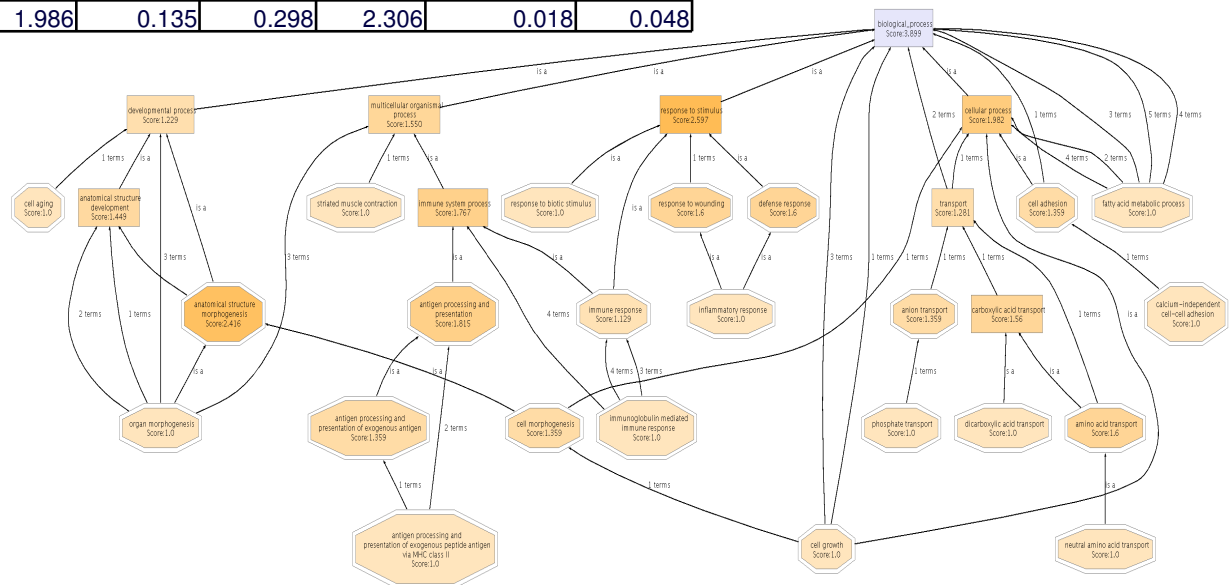 1.986 0.135 0.298 2.306 0.018 0.048
biological_process
Score:3.899
is a
is a
is a
is a
developmental process
Score:1.229
multicellular organismal
process
Score:1.550
response to stimulus
Score:2.597
2 terms
cellular process
Score:1.982
1 terms
3 terms
5 terms
4 terms
1 terms
is a
1 terms
is a
is a
1 terms
is a
1 terms
is a
4 terms
2 terms
cell aging
Score:1.0
anatomical structure
development
Score:1.449
is a
striated muscle contraction
Score:1.0
immune system process
Score:1.767
response to biotic stimulus
Score:1.0
is a
response to wounding
Score:1.6
defense response
Score:1.6
transport
Score:1.281
cell adhesion
Score:1.359
fatty acid metabolic process
Score:1.0
3 terms
3 terms
is a
is a
is a
is a
3 terms
1 terms
1 terms
1 terms
1 terms
1 terms
2 terms
1 terms
anatomical structure
morphogenesis
Score:2.416
antigen processing and
presentation
Score:1.815
4 terms
immune response
Score:1.129
inflammatory response
Score:1.0
anion transport
Score:1.359
carboxylic acid transport
Score:1.56
1 terms
is a
calcium-independent
cell-cell adhesion
Score:1.0
is a
is a
is a
4 terms
3 terms
1 terms
is a
is a
organ morphogenesis
Score:1.0
antigen processing and
presentation of exogenous antigen
Score:1.359
2 terms
cell morphogenesis
Score:1.359
immunoglobulin mediated
immune response
Score:1.0
phosphate transport
Score:1.0
dicarboxylic acid transport
Score:1.0
amino acid transport
Score:1.6
1 terms
1 terms
is a
antigen processing and
presentation of exogenous peptide antigen
via MHC class II
Score:1.0
cell growth
Score:1.0
neutral amino acid transport
Score:1.0